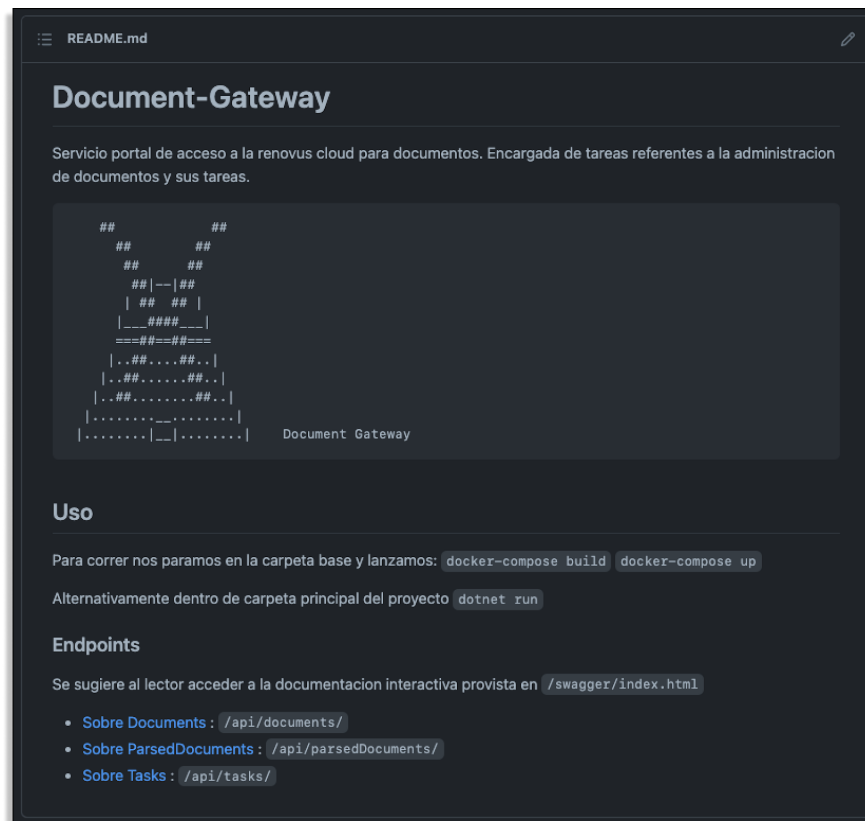 README.md
Document-Gateway
Servicio portal de acceso a la renovus cloud para documentos. Encargada de tareas referentes a la administracion
de documentos y sus tareas.
    ##            ##
      ##        ##
       ##      ##
        ##|--|##
       | ##  ## |
      |___####___|
      ===##==##===
     |..##....##..|
    |..##......##..|
   |..##........##..|
  |........__........|
 |........|__|........|    Document Gateway
Uso
Para correr nos paramos en la carpeta base y lanzamos: docker-compose build docker-compose up
Alternativamente dentro de carpeta principal del proyecto dotnet run
Endpoints
Se sugiere al lector acceder a la documentacion interactiva provista en /swagger/index.html
• Sobre Documents : /api/documents/
• Sobre ParsedDocuments : /api/parsedDocuments/
• Sobre Tasks : /api/tasks/